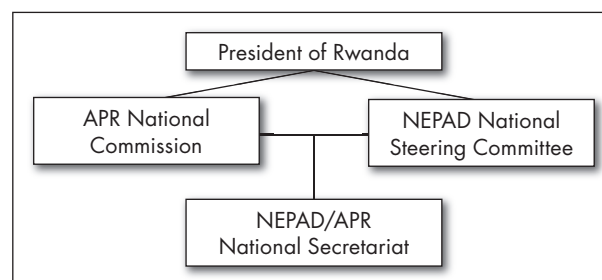 President of Rwanda
APR National
Commission
NEPAD National
Steering Committee
NEPAD/APR
National Secretariat